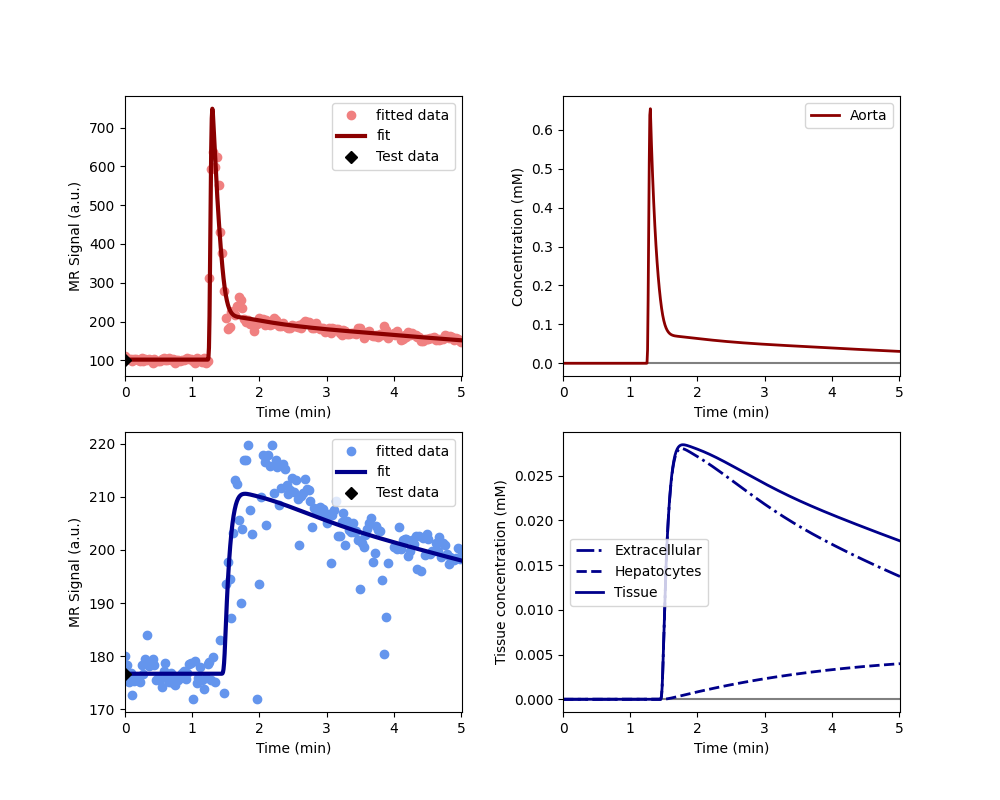 700
600
500
400
300
200
100
MR Signal (a.u.)
fitted data
fit
Test data
0 1 2 3 4 5
Time (min)
0.6
0.5
0.4
0.3
0.2
0.1
0.0
Concentration (mM)
Aorta
0 1 2 3 4 5
Time (min)
220
210
200
190
180
170
MR Signal (a.u.)
fitted data
fit
Test data
0 1 2 3 4 5
Time (min)
0.025
0.020
0.015
0.010
0.005
0.000
Tissue concentration (mM)
Extracellular
Hepatocytes
Tissue
0 1 2 3 4 5
Time (min)